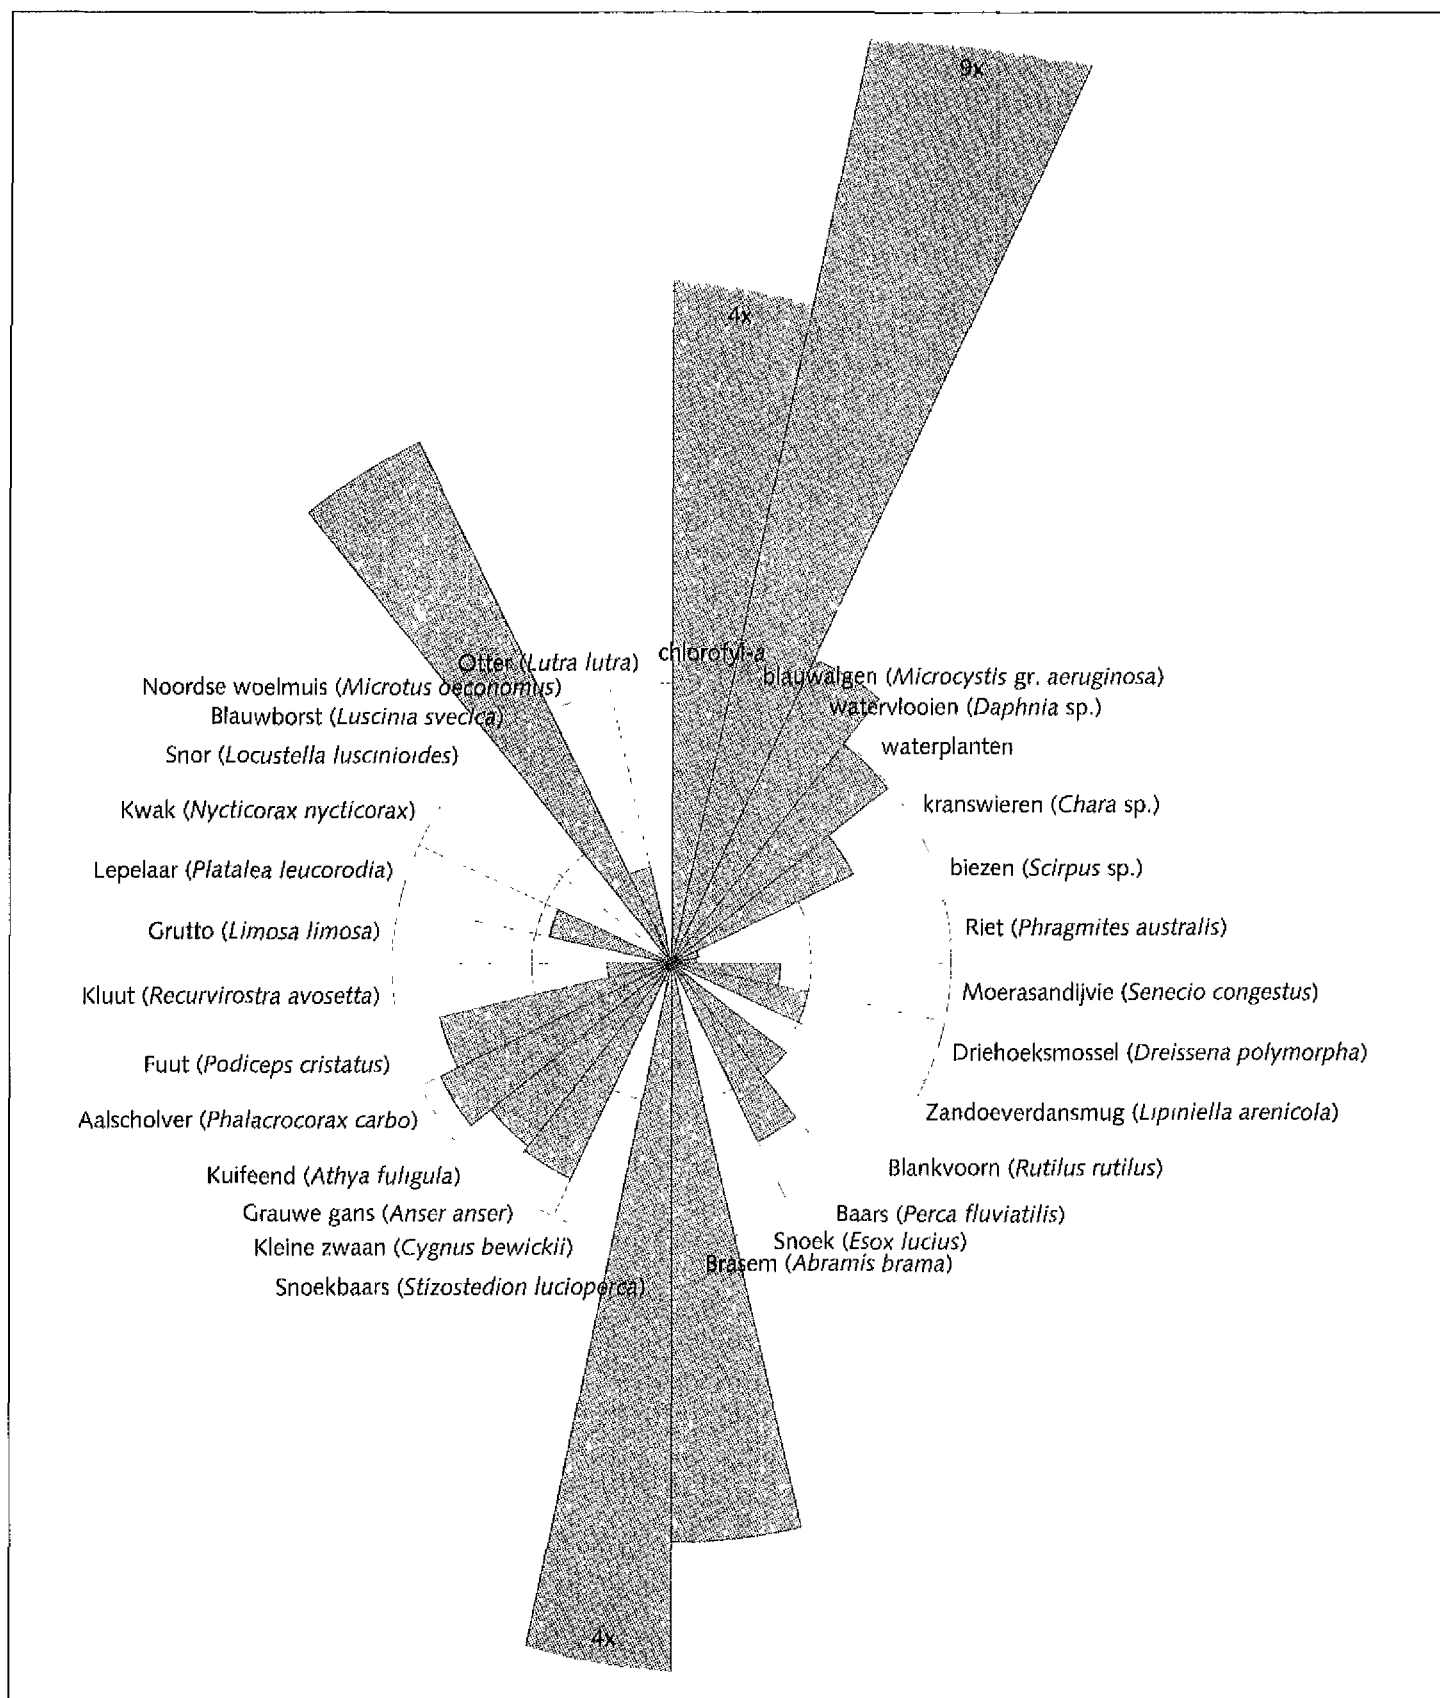 9x
4x
chlorofyl-a
blauwalgen (Microcystis gr. aeruginosa)
watervlooien (Daphnia sp.)
waterplanten
kranswieren (Chara sp.)
biezen (Scirpus sp.)
Riet (Phragmites australis)
Moerasandijvie (Senecio congestus)
Driehoeksmossel (Dreissena polymorpha)
Zandoeverdansmug (Lipiniella arenicola)
Blankvoorn (Rutilus rutilus)
Baars (Perca fluviatilis)
Snoek (Esox lucius)
Brasem (Abramis brama)
Snoekbaars (Stizostedion lucioperca)
Kleine zwaan (Cygnus bewickii)
Grauwe gans (Anser anser)
Kuifeend (Athya fuligula)
Aalscholver (Phalacrocorax carbo)
Fuut (Podiceps cristatus)
Kluut (Recurvirostra avosetta)
Grutto (Limosa limosa)
Lepelaar (Platalea leucorodia)
Kwak (Nycticorax nycticorax)
Snor (Locustella luscinioides)
Blauwborst (Luscinia svecica)
Noordse woelmuis (Microtus oeconomus)
Otter (Lutra lutra)
4x